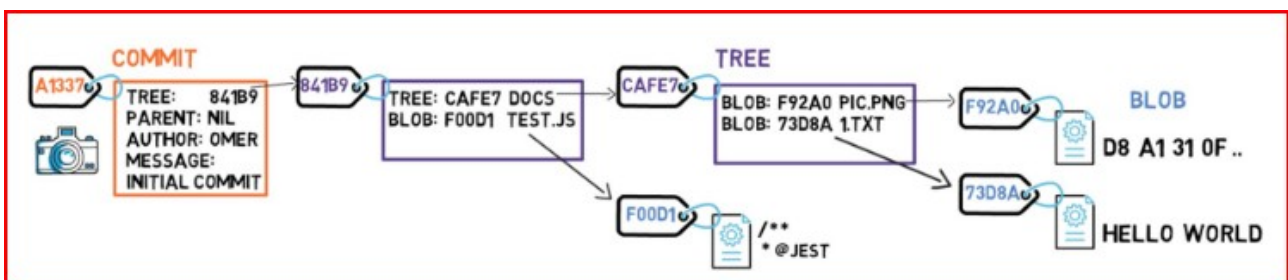 COMMIT
A1337
TREE: 841B9
PARENT: NIL
AUTHOR: OMER
MESSAGE:
INITIAL COMMIT
841B9
TREE: CAFE7 DOCS
BLOB: F00D1 TEST.JS
TREE
CAFE7
BLOB: F92A0 PIC.PNG
BLOB: 73D8A 1.TXT
F00D1
/**
* @JEST
BLOB
F92A0
D8 A1 31 0F ..
73D8A
HELLO WORLD